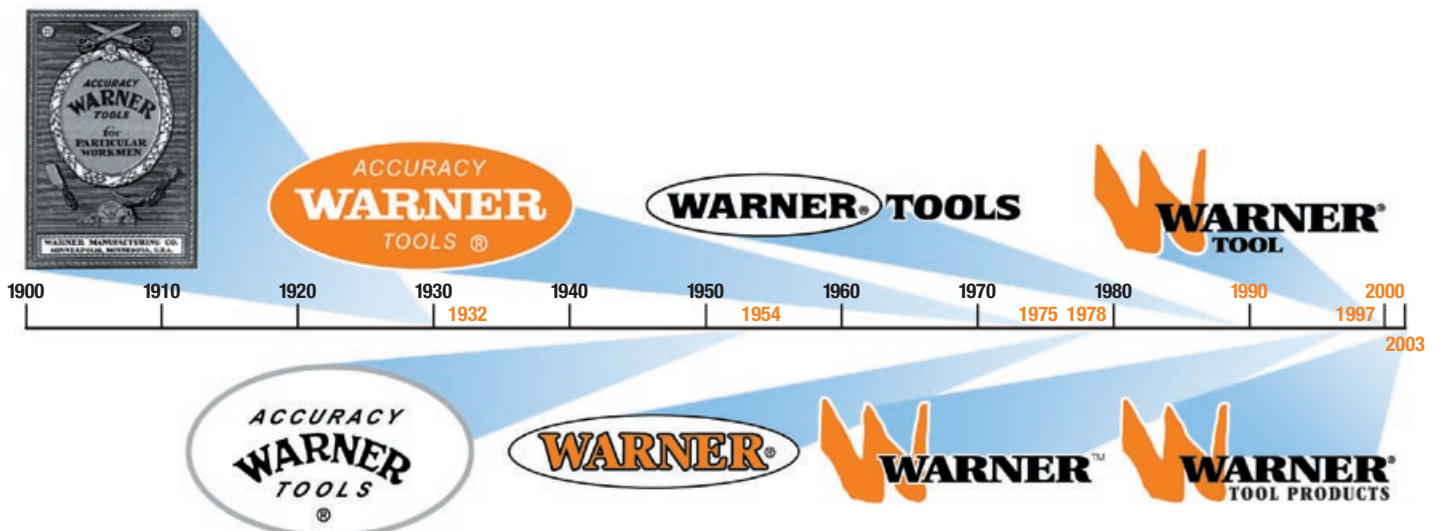 ACCURACY
WARNER
TOOLS
for
PARTICULAR
WORKMEN
WARNER MANUFACTURING CO.
MINNEAPOLIS, MINNESOTA, U.S.A.
ACCURACY
WARNER
TOOLS ®
WARNER® TOOLS
WARNER®
TOOL
1900 1910 1920 1930 1940 1950 1960 1970 1980 1990 2000
1932 1954 1975 1978 1997
2003
ACCURACY
WARNER
TOOLS
®
WARNER®
WARNER™
WARNER®
TOOL PRODUCTS